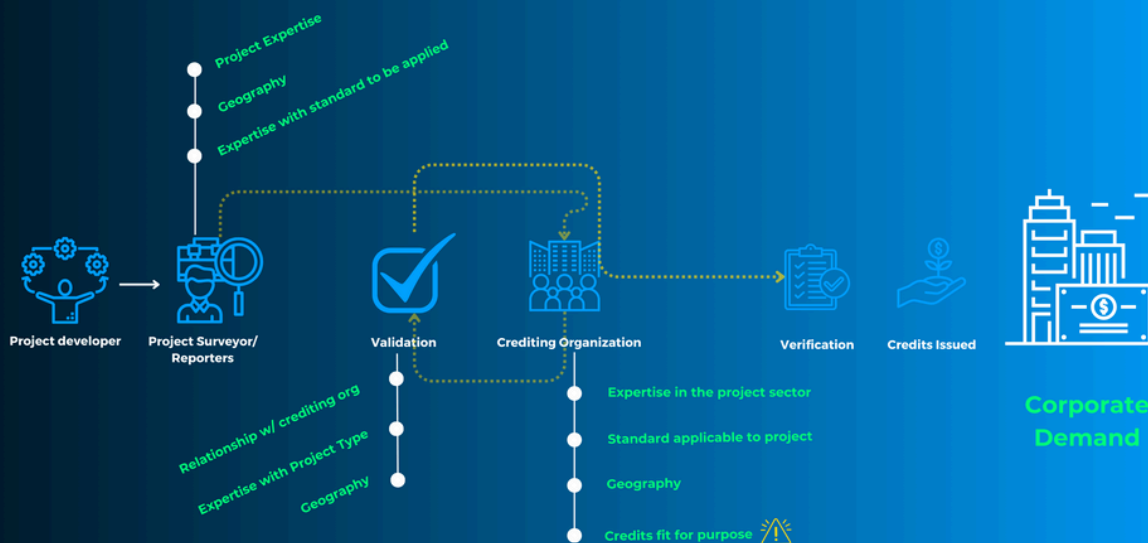 Project Expertise
Geography
Expertise with standard to be applied
Project developer
Project Surveyor/
Reporters
Validation
Crediting Organization
Verification
Credits Issued
Corporate
Demand
Relationship w/ crediting org
Expertise with Project Type
Geography
Expertise in the project sector
Standard applicable to project
Geography
Credits fit for purpose